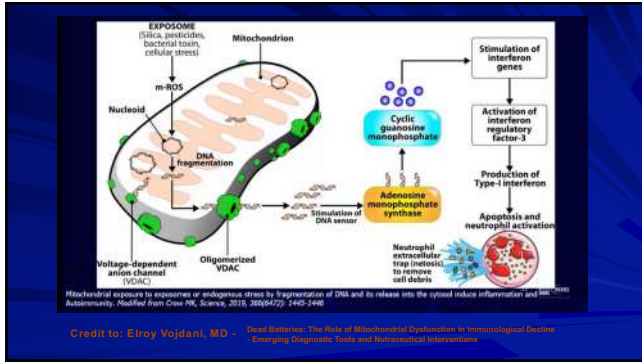 EXPOSOME
(Silica, pesticides,
bacterial toxin,
cellular stress)
m-ROS
Mitochondrion
Nucleoid
DNA
fragmentation
Voltage-dependent
anion channel
(VDAC)
Oligomerized
VDAC
Stimulation of
DNA sensor
Adenosine
monophosphate
synthase
Cyclic
guanosine
monophosphate
Stimulation of
interferon
genes
Activation of
interferon
regulatory
factor-3
Production of
Type-I interferon
Apoptosis and
neutrophil activation
Neutrophil
extracellular
trap (netosis)
to remove
cell debris
Mitochondrial exposure to exposomes or endogenous stress by fragmentation of DNA and its release into the cytosol induce inflammation and
Autoimmunity. Modified from Crow MK, Science, 2019, 366(6472): 1445-1446
Credit to: Elroy Vojdani, MD - Dead Batteries: The Role of Mitochondrial Dysfunction in Immunological Decline
- Emerging Diagnostic Tools and Nutraceutical Interventions